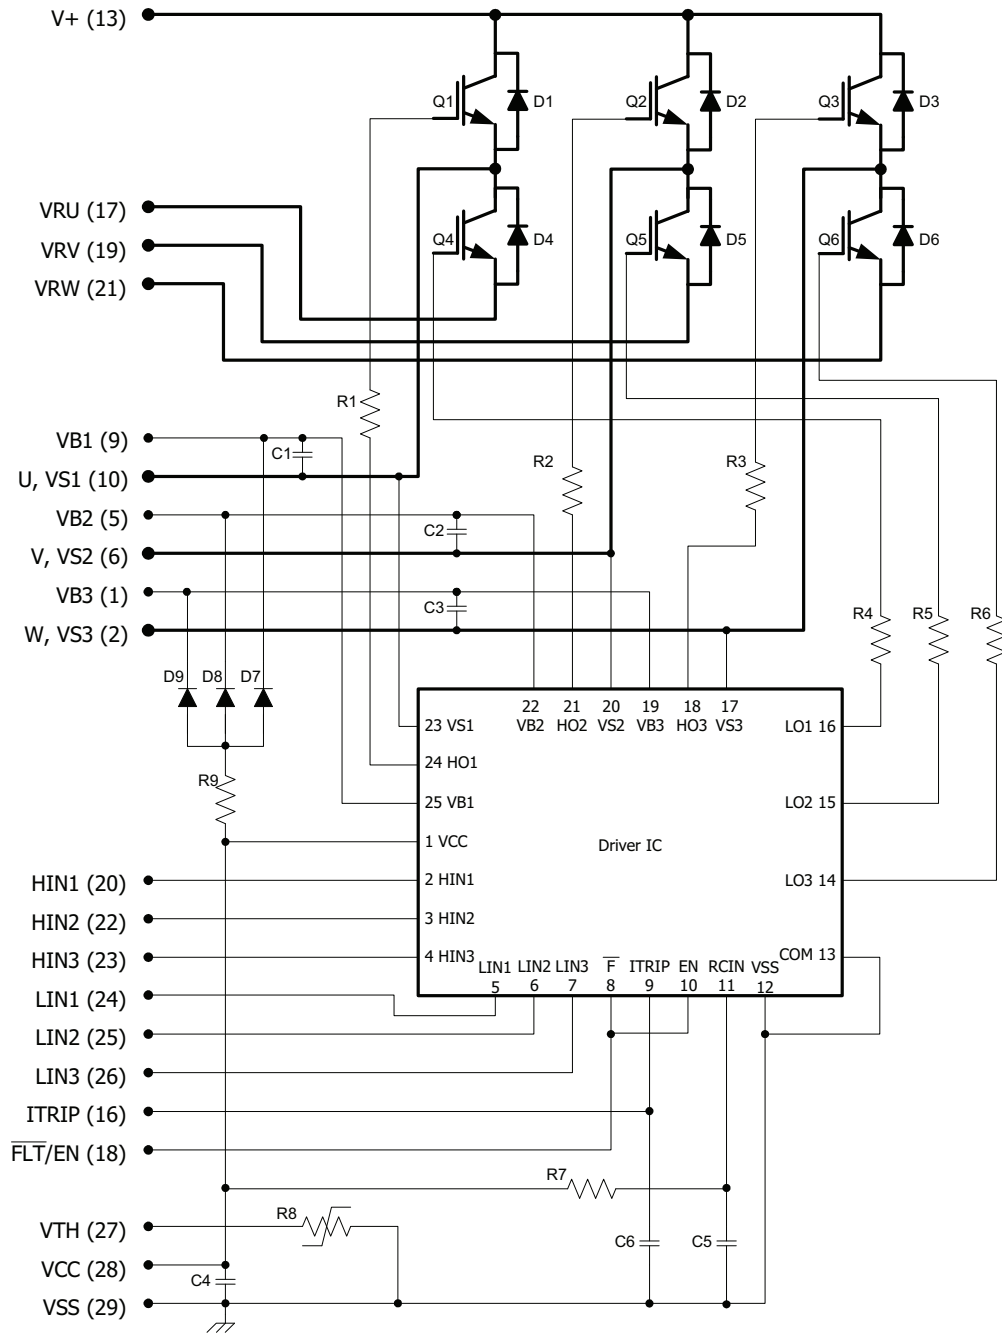 V+ (13)
Q1
D1
Q2
D2
Q3
D3
VRU (17)
Q4
D4
Q5
D5
Q6
D6
VRV (19)
VRW (21)
R1
VB1 (9)
C1
R2
R3
U, VS1 (10)
VB2 (5)
C2
V, VS2 (6)
VB3 (1)
C3
R4
R5
R6
W, VS3 (2)
D9
D8
D7
22
21
20
19
18
17
VB2
HO2
VS2
VB3
HO3
VS3
23 VS1
LO1 16
24 HO1
R9
25 VB1
LO2 15
1 VCC
Driver IC
HIN1 (20)
2 HIN1
LO3 14
HIN2 (22)
3 HIN2
HIN3 (23)
4 HIN3
COM 13
LIN1
LIN2
LIN3
F
ITRIP
EN
RCIN
VSS
5
6
7
8
9
10
11
12
LIN1 (24)
LIN2 (25)
LIN3 (26)
ITRIP (16)
FLT/EN (18)
R7
VTH (27)
R8
C6
C5
VCC (28)
C4
VSS (29)